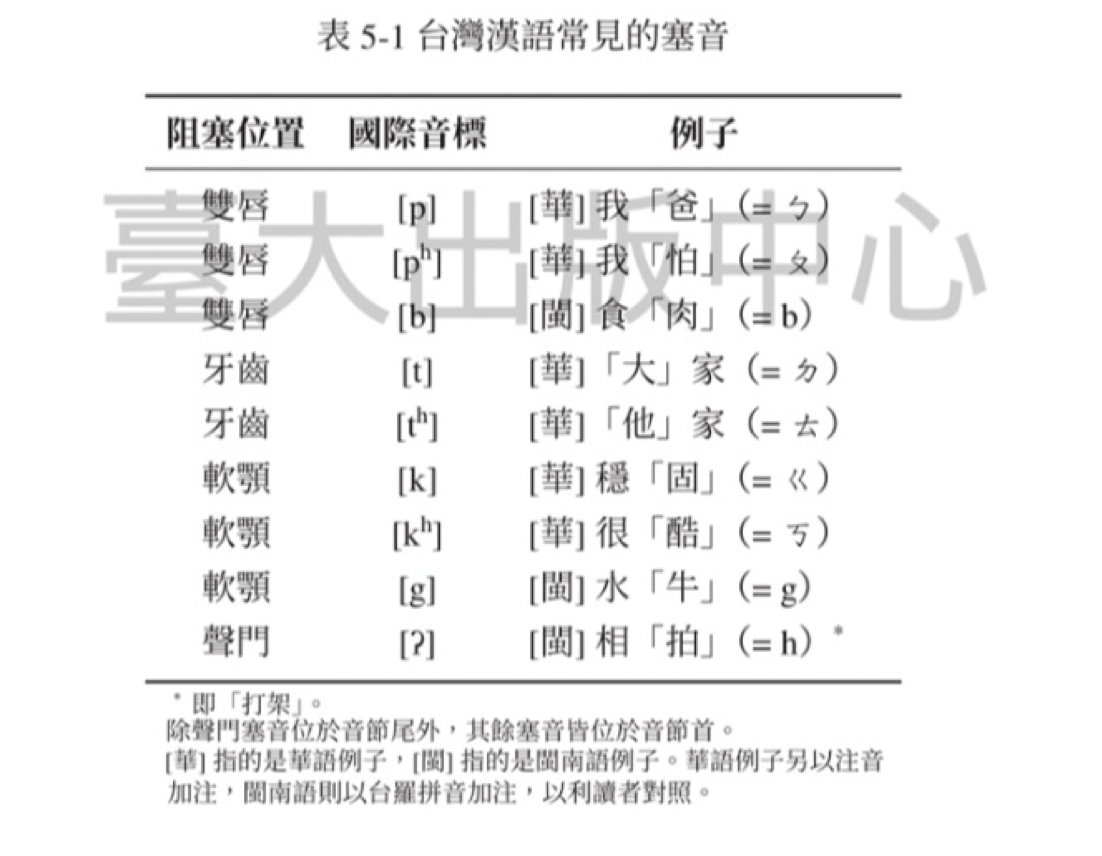 表 5-1 台灣漢語常見的塞音
阻塞位置 國際音標 例子
雙唇 [p] [華] 我「爸」(= ㄅ)
雙唇 [pʰ] [華] 我「怕」(= ㄆ)
雙唇 [b] [閩] 食「肉」(= b)
牙齒 [t] [華]「大」家 (= ㄉ)
牙齒 [tʰ] [華]「他」家 (= ㄊ)
軟顎 [k] [華] 穩「固」(= ㄍ)
軟顎 [kʰ] [華] 很「酷」(= ㄎ)
軟顎 [g] [閩] 水「牛」(= g)
聲門 [ʔ] [閩] 相「拍」(= h) *
臺大出版中心
* 即「打架」。
除聲門塞音位於音節尾外，其餘塞音皆位於音節首。
[華] 指的是華語例子，[閩] 指的是閩南語例子。華語例子另以注音
加注，閩南語則以台羅拼音加注，以利讀者對照。